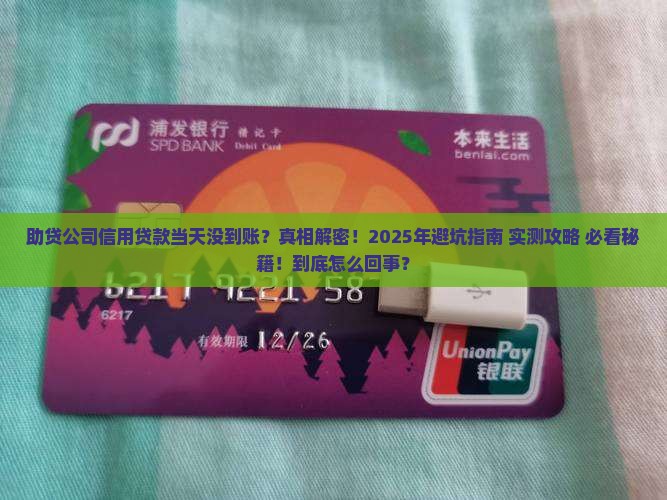 浦发银行 借记卡
SPD BANK Debit Card
本来生活
benlai.com
助贷公司信用贷款当天没到账？真相解密！2025年避坑指南 实测攻略 必看秘
籍！到底怎么回事？
6217 9221 58
6217
有效期限 12/26
UnionPay
银联